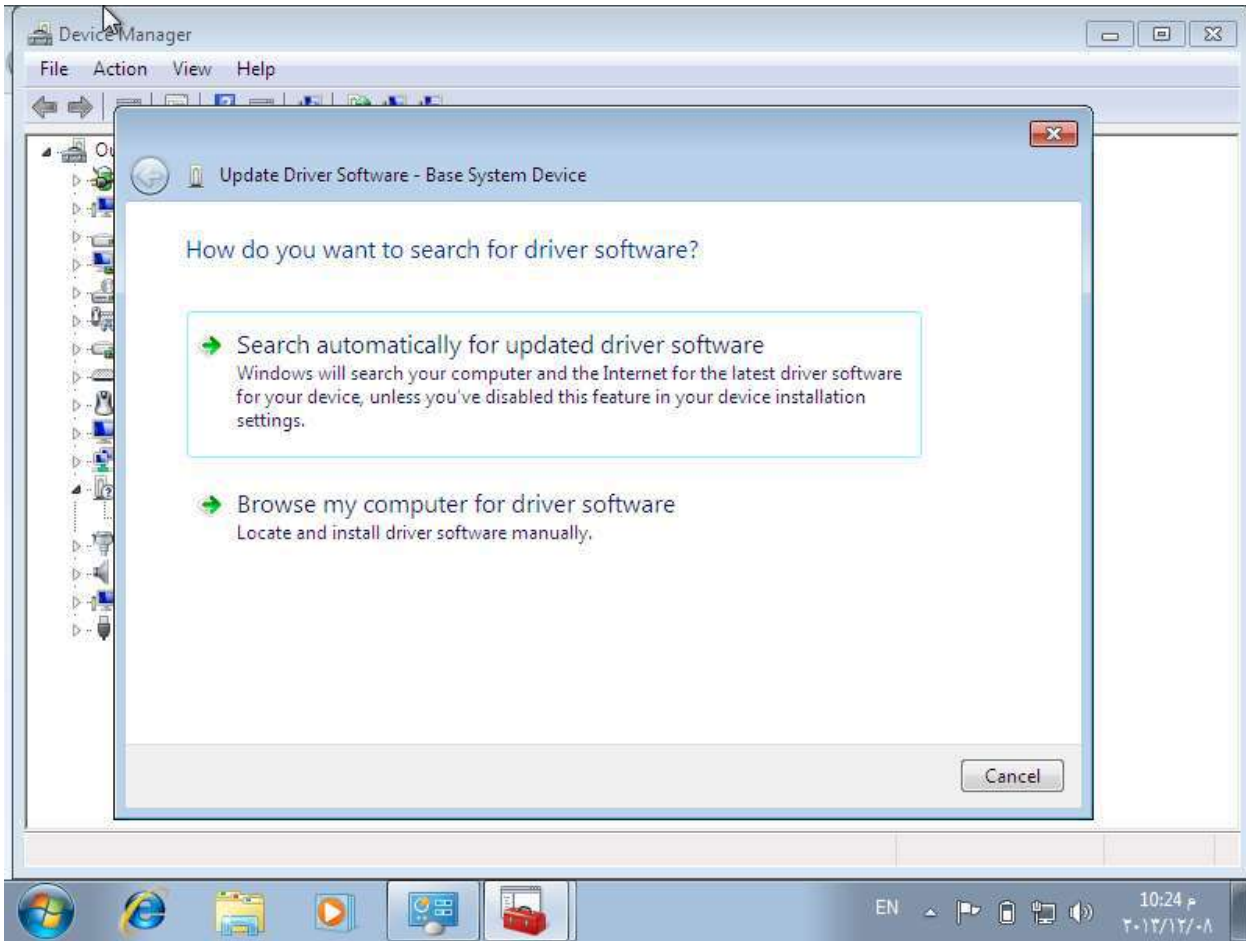 Device Manager
File Action View Help
Update Driver Software - Base System Device
How do you want to search for driver software?
Search automatically for updated driver software
Windows will search your computer and the Internet for the latest driver software
for your device, unless you've disabled this feature in your device installation
settings.
Browse my computer for driver software
Locate and install driver software manually.
Cancel
EN
10:24 م
٢٠١٣/١٢/٠٨